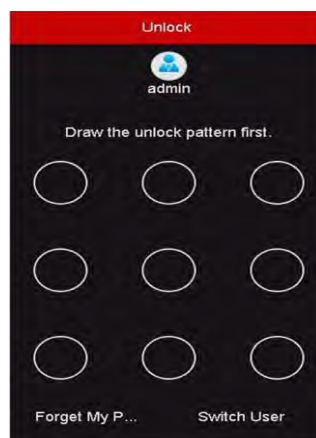 Unlock
admin
Draw the unlock pattern first.
Forget My P... Switch User